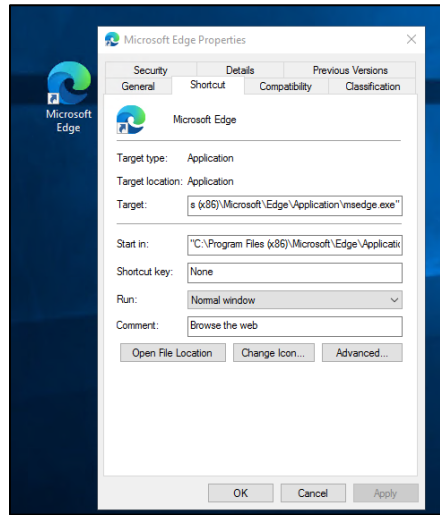 Microsoft Edge Properties
Microsoft
Edge
Security Details Previous Versions
General Shortcut Compatibility Classification
Microsoft Edge
Target type: Application
Target location: Application
Target: s (x86)\Microsoft\Edge\Application\msedge.exe"
Start in: "C:\Program Files (x86)\Microsoft\Edge\Applicatic
Shortcut key: None
Run: Normal window
Comment: Browse the web
Open File Location Change Icon... Advanced...
OK Cancel Apply